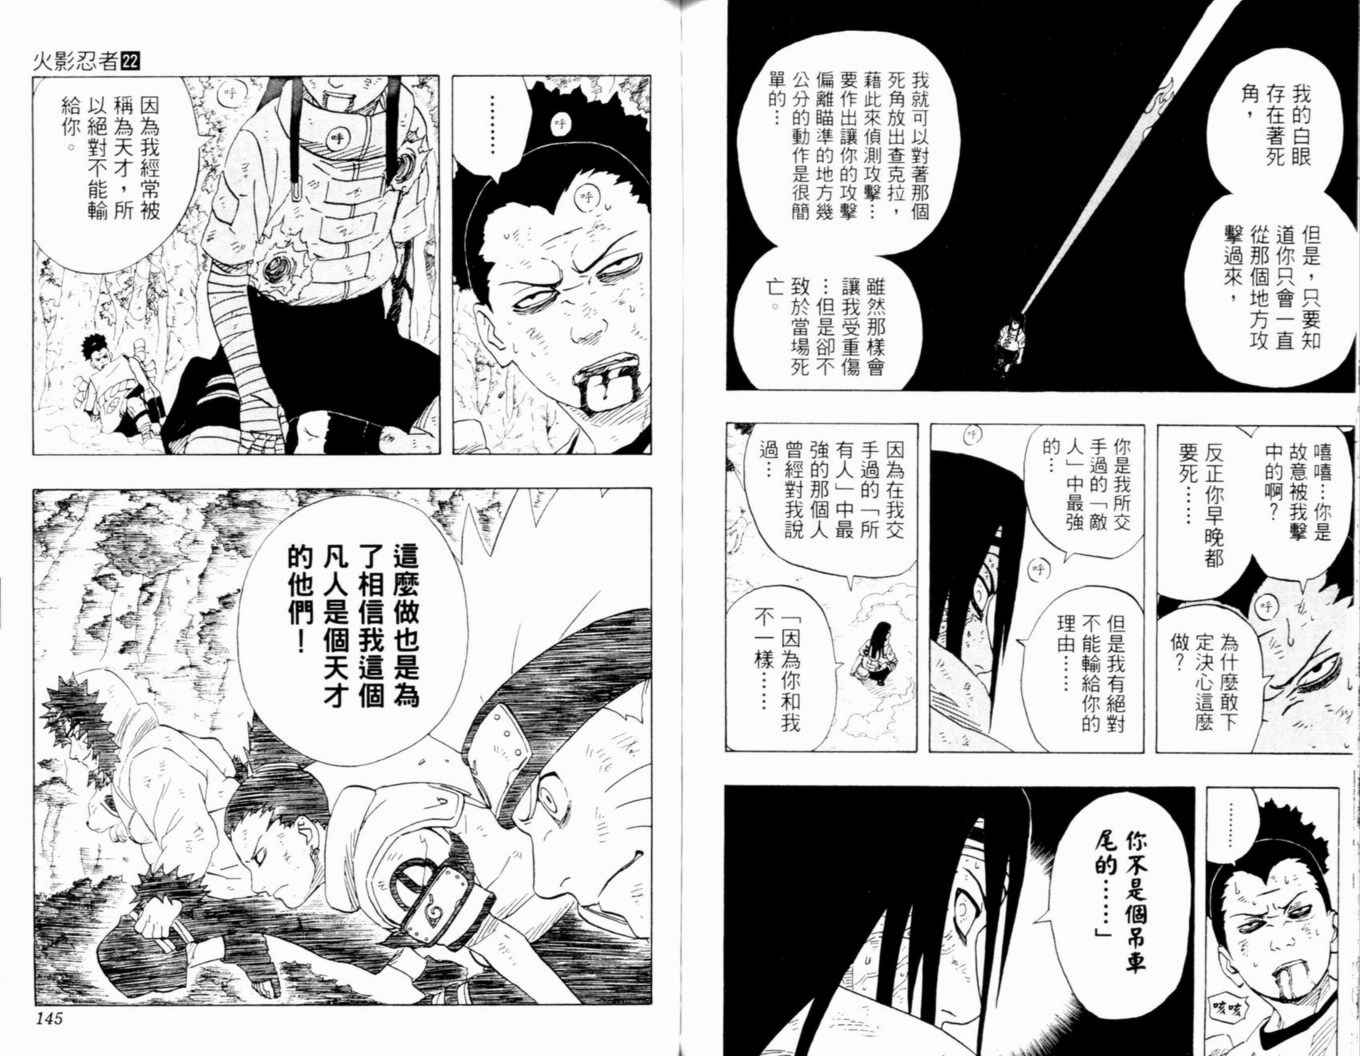 我的白眼
存在著死
角，
但是，只要知
道你只會一直
從那個地方攻
擊過來，
我就可以對著那個
死角放出查克拉，
藉此來偵測攻擊…
要作出讓你的攻擊
偏離瞄準的地方幾
公分的動作是很簡
單的…
雖然那樣會
讓我受重傷
…但是卻不
致於當場死
亡。
嘻嘻…你是
故意被我擊
中的啊？
反正你早晚都
要死……
呼
為什麼敢下
定決心這麼
做？
你是我所交
手過的「敵
人」中最強
的…
呼
呼
但是我有絕對
不能輸給你的
理由……
因為在我交
手過的「所
有人」中最
強的那個人
曾經對我說
過…
「因為你和我
不一樣……
………
咳咳
你不是個吊車
尾的……」
火影忍者22
………
呼
呼
呼
呼
因為我經常被
稱為天才，所
以絕對不能輸
給你。
這麼做也是為
了相信我這個
凡人是個天才
的他們！
145